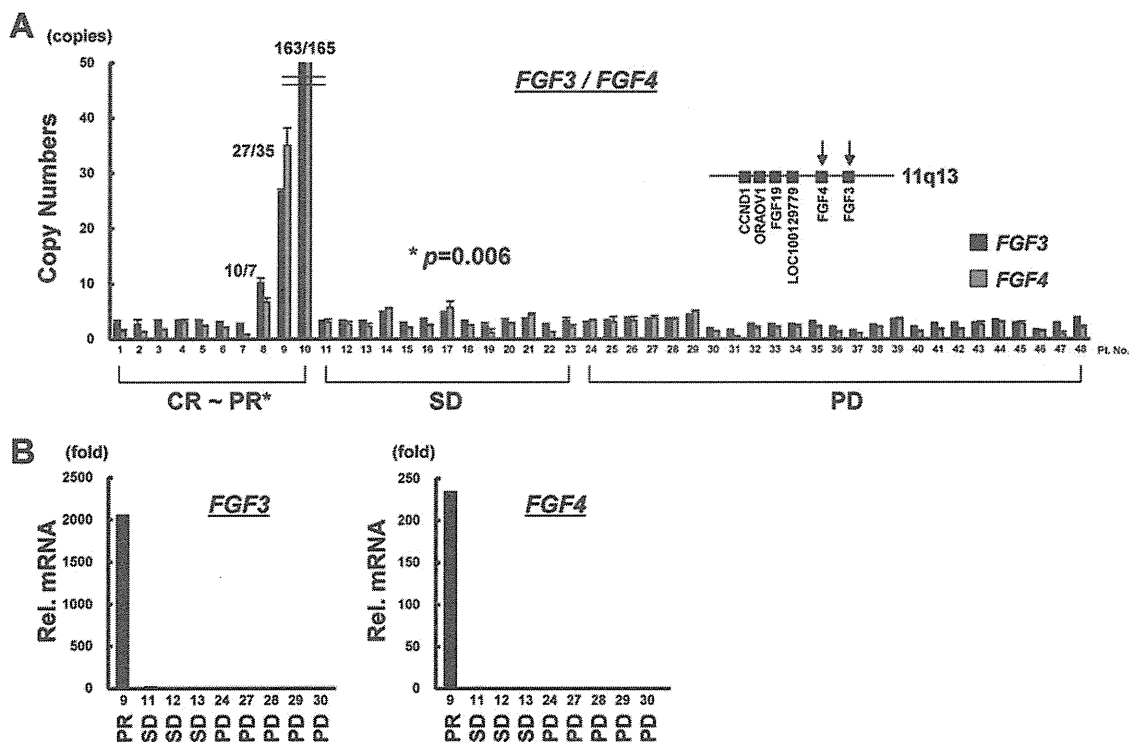 A
(copies)
163/165
50
40
30
20
10
0
Copy Numbers
FGF3 / FGF4
27/35
10/7
* p=0.006
11q13
CCND1
ORAOV1
FGF19
LOC100129779
FGF4
FGF3
FGF3
FGF4
1 2 3 4 5 6 7 8 9 10 11 12 13 14 15 16 17 18 19 20 21 22 23 24 25 26 27 28 29 30 31 32 33 34 35 36 37 38 39 40 41 42 43 44 45 46 47 48 Pt. No.
CR ~ PR*
SD
PD
B
(fold)
2500
2000
1500
1000
500
0
Rel. mRNA
FGF3
9 11 12 13 24 27 28 29 30
PR SD SD SD PD PD PD PD PD
(fold)
250
200
150
100
50
0
Rel. mRNA
FGF4
9 11 12 13 24 27 28 29 30
PR SD SD SD PD PD PD PD PD